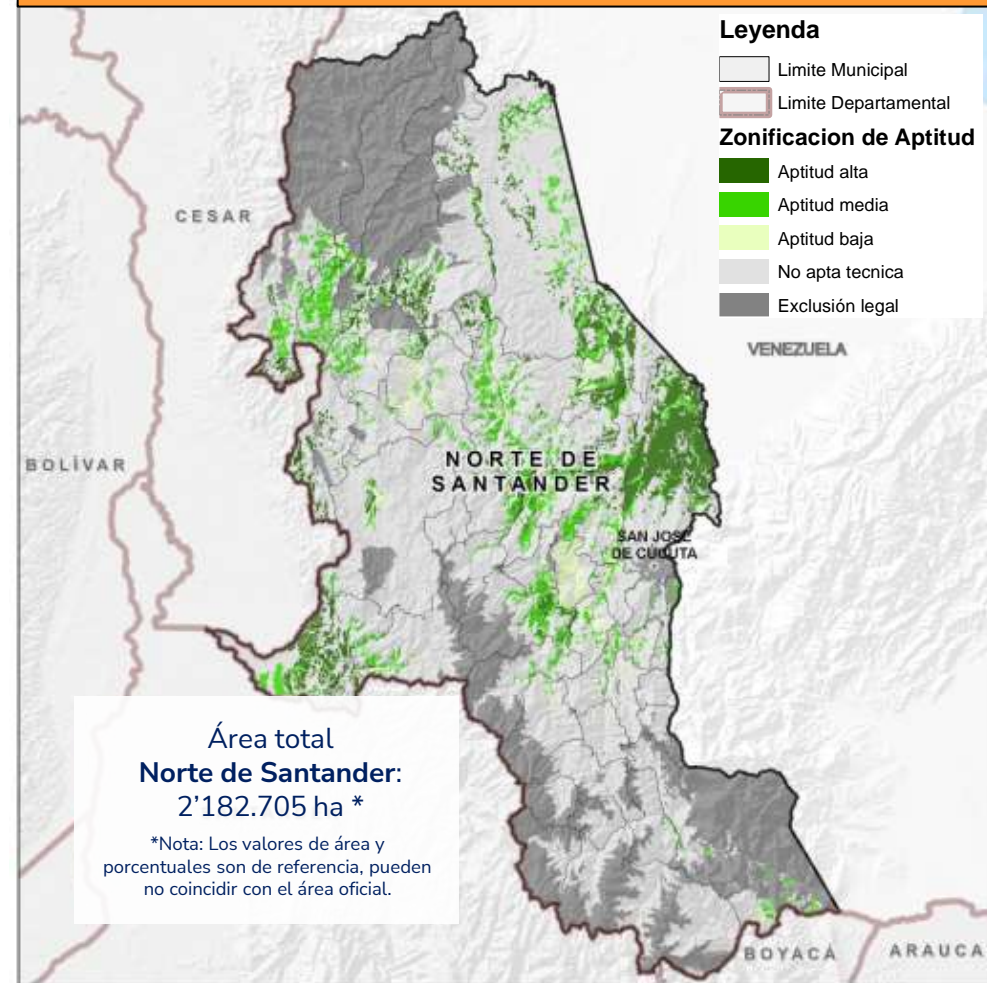 Leyenda
Limite Municipal
Limite Departamental
Zonificacion de Aptitud
Aptitud alta
Aptitud media
Aptitud baja
No apta tecnica
Exclusión legal
CESAR
VENEZUELA
BOLÍVAR
NORTE DE
SANTANDER
SAN JOSE
DE CUCUTA
Área total
Norte de Santander:
2’182.705 ha *
*Nota: Los valores de área y
porcentuales son de referencia, pueden
no coincidir con el área oficial.
BOYACÁ
ARAUCA